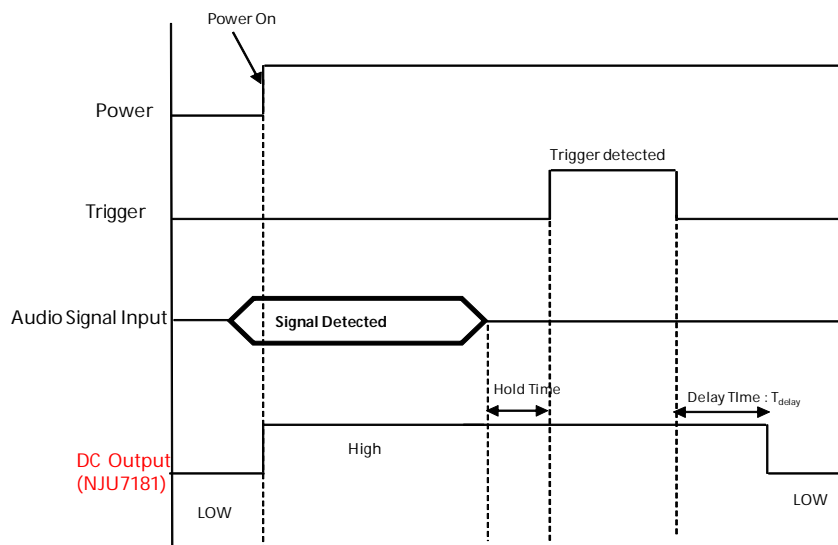 Power On
Power
Trigger detected
Trigger
Audio Signal Input
Signal Detected
Hold Time
Delay TIme : Tdelay
High
DC Output
(NJU7181)
LOW
LOW